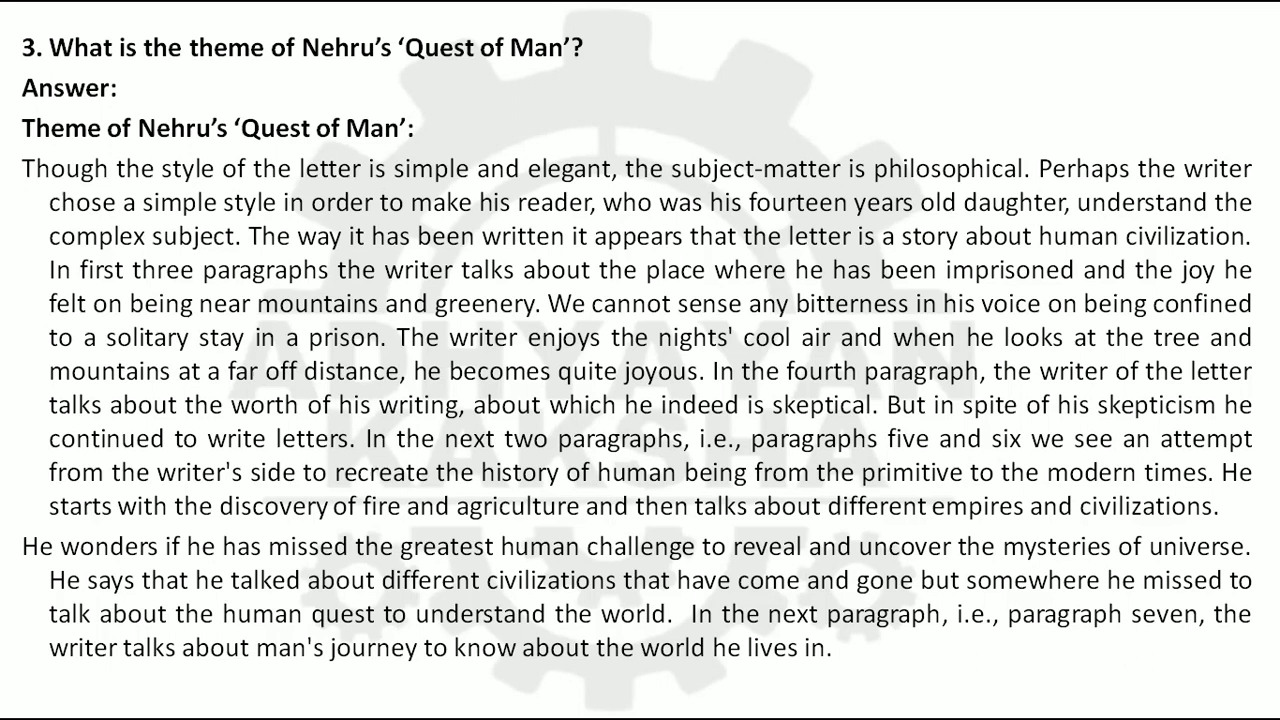 3. What is the theme of Nehru’s ‘Quest of Man’?
Answer:
Theme of Nehru’s ‘Quest of Man’:
Though the style of the letter is simple and elegant, the subject-matter is philosophical. Perhaps the writer
chose a simple style in order to make his reader, who was his fourteen years old daughter, understand the
complex subject. The way it has been written it appears that the letter is a story about human civilization.
In first three paragraphs the writer talks about the place where he has been imprisoned and the joy he
felt on being near mountains and greenery. We cannot sense any bitterness in his voice on being confined
to a solitary stay in a prison. The writer enjoys the nights' cool air and when he looks at the tree and
mountains at a far off distance, he becomes quite joyous. In the fourth paragraph, the writer of the letter
talks about the worth of his writing, about which he indeed is skeptical. But in spite of his skepticism he
continued to write letters. In the next two paragraphs, i.e., paragraphs five and six we see an attempt
from the writer's side to recreate the history of human being from the primitive to the modern times. He
starts with the discovery of fire and agriculture and then talks about different empires and civilizations.
He wonders if he has missed the greatest human challenge to reveal and uncover the mysteries of universe.
He says that he talked about different civilizations that have come and gone but somewhere he missed to
talk about the human quest to understand the world.  In the next paragraph, i.e., paragraph seven, the
writer talks about man's journey to know about the world he lives in.
ADHYAYAN
KAKSHA